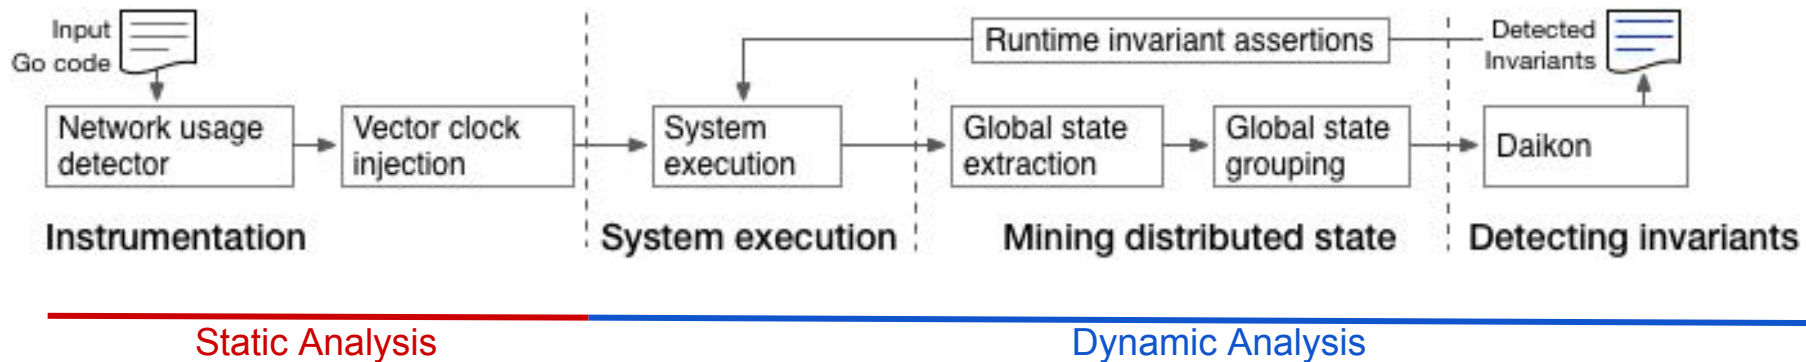 Input
Go code
Runtime invariant assertions
Detected
Invariants
Network usage
detector
Vector clock
injection
System
execution
Global state
extraction
Global state
grouping
Daikon
Instrumentation
System execution
Mining distributed state
Detecting invariants
Static Analysis
Dynamic Analysis